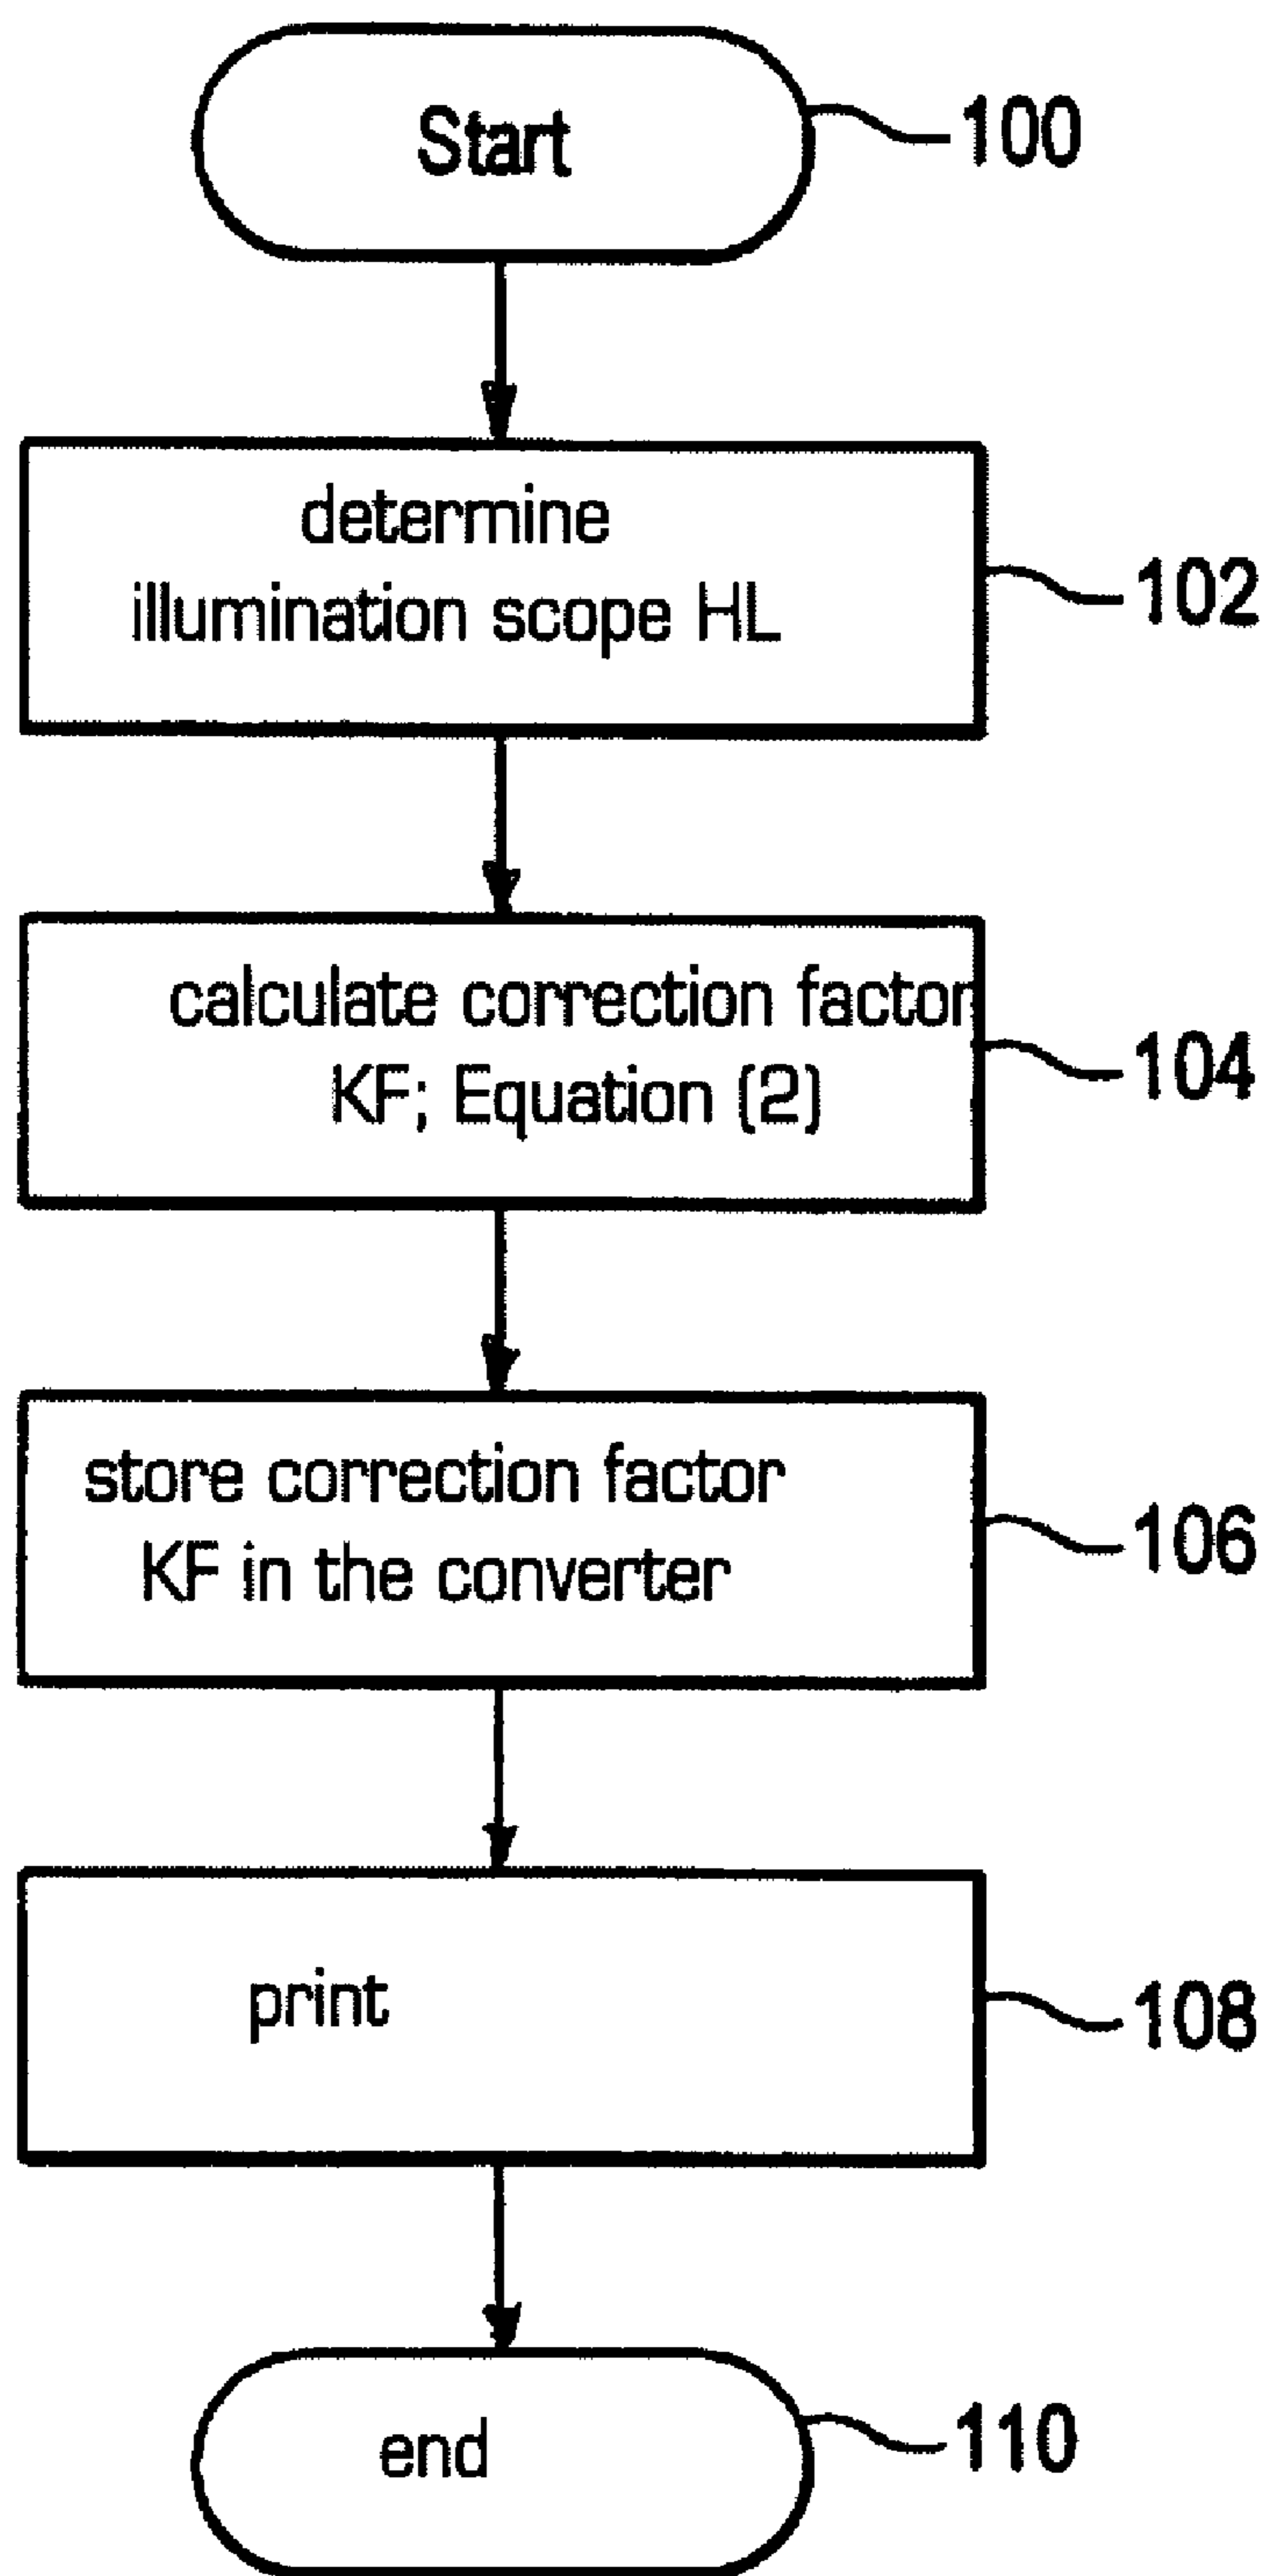 Start
100
determine
illumination scope HL
102
calculate correction factor
KF; Equation (2)
104
store correction factor
KF in the converter
106
print
108
end
110